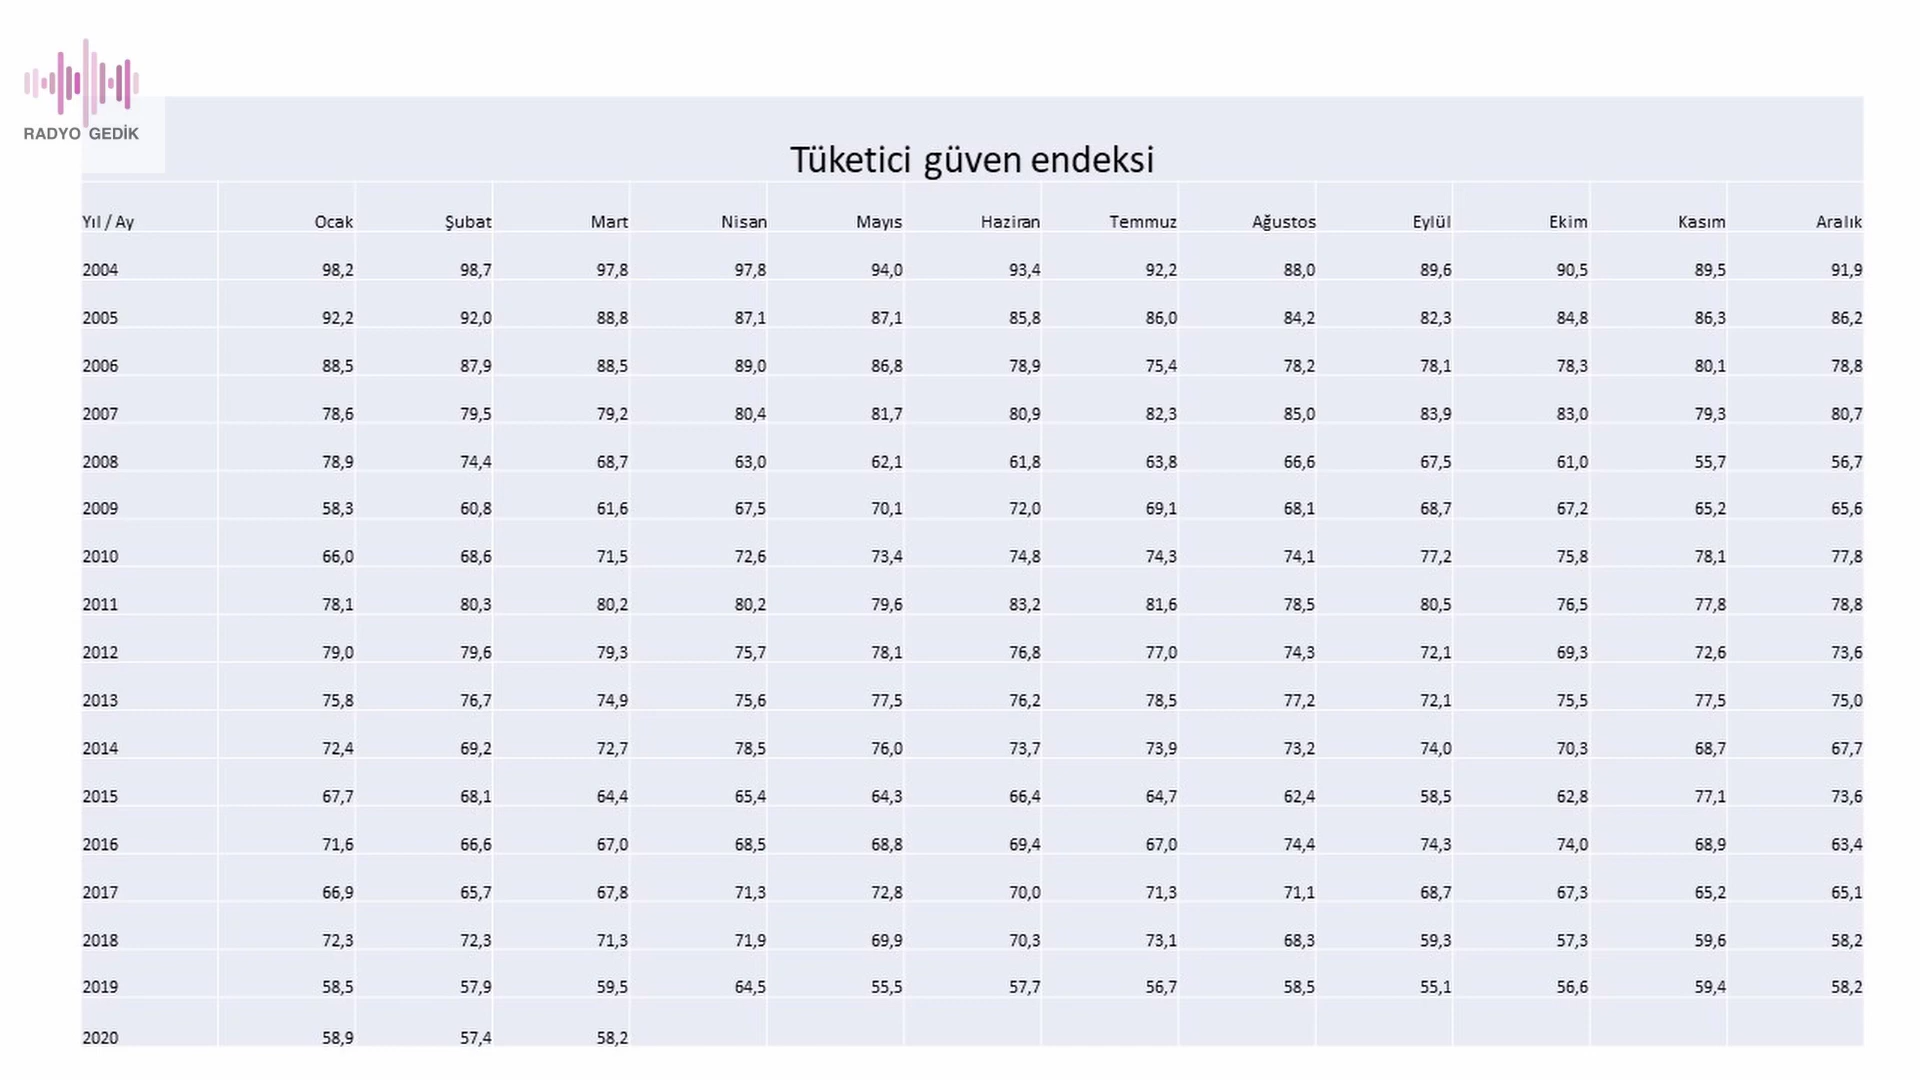 RADYO GEDİK
Tüketici güven endeksi
Yıl / Ay Ocak Şubat Mart Nisan Mayıs Haziran Temmuz Ağustos Eylül Ekim Kasım Aralık
2004 98,2 98,7 97,8 97,8 94,0 93,4 92,2 88,0 89,6 90,5 89,5 91,9
2005 92,2 92,0 88,8 87,1 87,1 85,8 86,0 84,2 82,3 84,8 86,3 86,2
2006 88,5 87,9 88,5 89,0 86,8 78,9 75,4 78,2 78,1 78,3 80,1 78,8
2007 78,6 79,5 79,2 80,4 81,7 80,9 82,3 85,0 83,9 83,0 79,3 80,7
2008 78,9 74,4 68,7 63,0 62,1 61,8 63,8 66,6 67,5 61,0 55,7 56,7
2009 58,3 60,8 61,6 67,5 70,1 72,0 69,1 68,1 68,7 67,2 65,2 65,6
2010 66,0 68,6 71,5 72,6 73,4 74,8 74,3 74,1 77,2 75,8 78,1 77,8
2011 78,1 80,3 80,2 80,2 79,6 83,2 81,6 78,5 80,5 76,5 77,8 78,8
2012 79,0 79,6 79,3 75,7 78,1 76,8 77,0 74,3 72,1 69,3 72,6 73,6
2013 75,8 76,7 74,9 75,6 77,5 76,2 78,5 77,2 72,1 75,5 77,5 75,0
2014 72,4 69,2 72,7 78,5 76,0 73,7 73,9 73,2 74,0 70,3 68,7 67,7
2015 67,7 68,1 64,4 65,4 64,3 66,4 64,7 62,4 58,5 62,8 77,1 73,6
2016 71,6 66,6 67,0 68,5 68,8 69,4 67,0 74,4 74,3 74,0 68,9 63,4
2017 66,9 65,7 67,8 71,3 72,8 70,0 71,3 71,1 68,7 67,3 65,2 65,1
2018 72,3 72,3 71,3 71,9 69,9 70,3 73,1 68,3 59,3 57,3 59,6 58,2
2019 58,5 57,9 59,5 64,5 55,5 57,7 56,7 58,5 55,1 56,6 59,4 58,2
2020 58,9 57,4 58,2